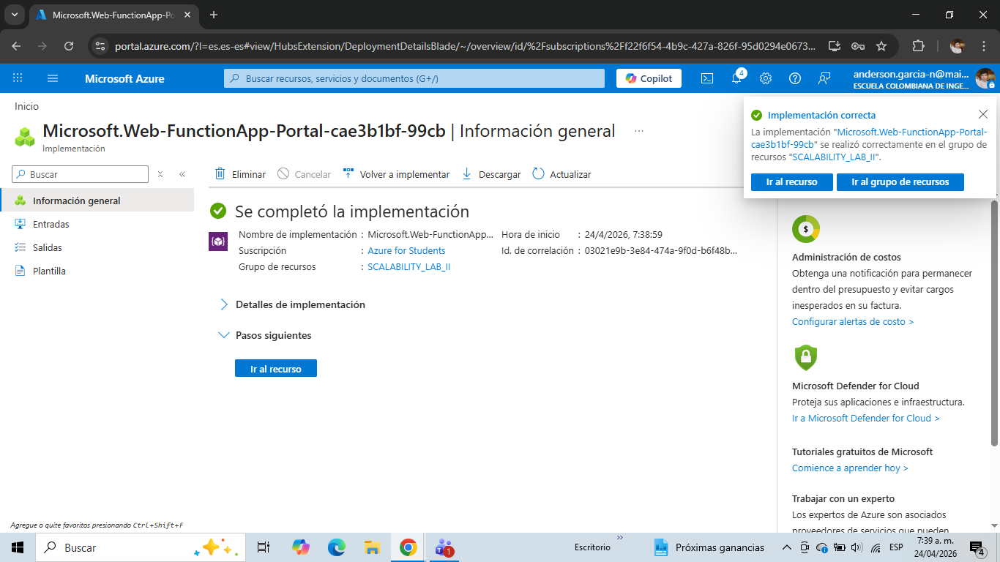 Microsoft.Web-FunctionApp-Po
portal.azure.com/?l=es.es-es#view/HubsExtension/DeploymentDetailsBlade/~/overview/id/%2Fsubscriptions%2Ff22f6f54-4b9c-427a-826f-95d0294e0673...
Microsoft Azure
Buscar recursos, servicios y documentos (G+/)
Copilot
4
anderson.garcia-n@mai...
ESCUELA COLOMBIANA DE INGE...
Inicio
Microsoft.Web-FunctionApp-Portal-cae3b1bf-99cb | Información general
...
Implementación
Implementación correcta
La implementación "Microsoft.Web-FunctionApp-Portal-
cae3b1bf-99cb" se realizó correctamente en el grupo de
recursos "SCALABILITY_LAB_II".
Ir al recurso
Ir al grupo de recursos
Buscar
Información general
Entradas
Salidas
Plantilla
Eliminar
Cancelar
Volver a implementar
Descargar
Actualizar
Se completó la implementación
Nombre de implementación : Microsoft.Web-FunctionApp...
Suscripción : Azure for Students
Grupo de recursos : SCALABILITY_LAB_II
Hora de inicio : 24/4/2026, 7:38:59
Id. de correlación : 03021e9b-3e84-474a-9f0d-b6f48b...
Detalles de implementación
Pasos siguientes
Ir al recurso
Administración de costos
Obtenga una notificación para permanecer
dentro del presupuesto y evitar cargos
inesperados en su factura.
Configurar alertas de costo >
Microsoft Defender for Cloud
Proteja sus aplicaciones e infraestructura.
Ir a Microsoft Defender for Cloud >
Tutoriales gratuitos de Microsoft
Comience a aprender hoy >
Trabajar con un experto
Los expertos de Azure son asociados
proveedores de servicios que pueden
Agregue o quite favoritos presionando Ctrl+Shift+F
Buscar
1
Escritorio
Próximas ganancias
ESP
7:39 a. m.
24/04/2026
4